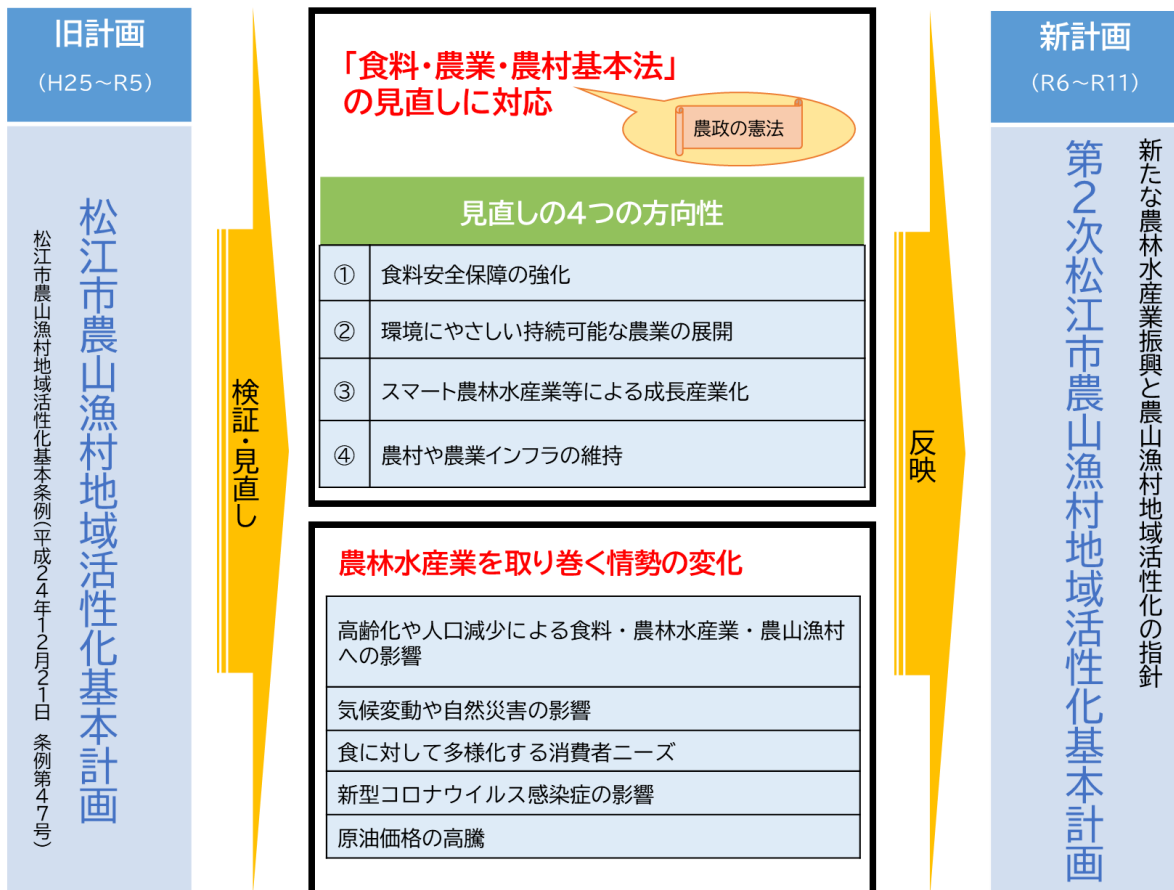 旧計画
（H25～R5）
松江市農山漁村地域活性化基本計画
松江市農山漁村地域活性化基本条例（平成２４年１２月２１日　条例第４７号）
検証・見直し
「食料・農業・農村基本法」
の見直しに対応
農政の憲法
見直しの4つの方向性
①　食料安全保障の強化
②　環境にやさしい持続可能な農業の展開
③　スマート農林水産業等による成長産業化
④　農村や農業インフラの維持
農林水産業を取り巻く情勢の変化
高齢化や人口減少による食料・農林水産業・農山漁村
への影響
気候変動や自然災害の影響
食に対して多様化する消費者ニーズ
新型コロナウイルス感染症の影響
原油価格の高騰
反映
新計画
（R6～R11）
新たな農林水産業振興と農山漁村地域活性化の指針
第２次松江市農山漁村地域活性化基本計画